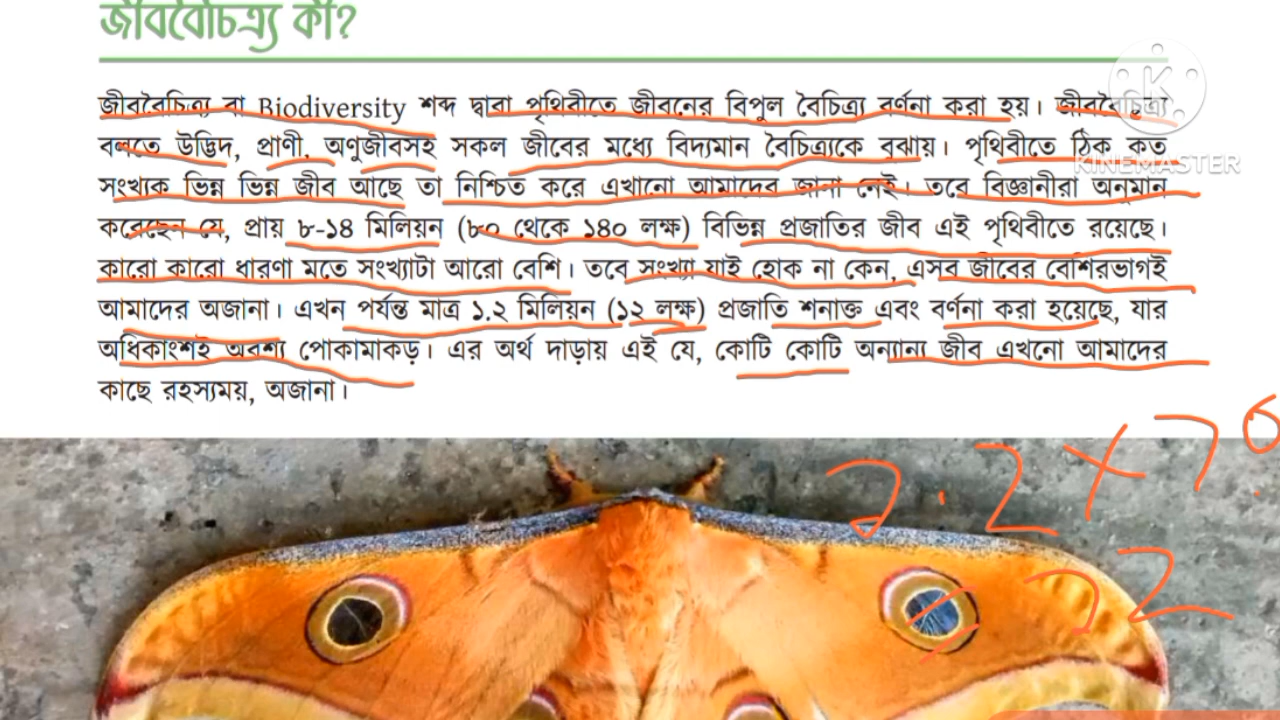 জীববৈচিত্র্য কী?
জীববৈচিত্র্য বা Biodiversity শব্দ দ্বারা পৃথিবীতে জীবনের বিপুল বৈচিত্র্য বর্ণনা করা হয়। জীববৈচিত্র্য
বলতে উদ্ভিদ, প্রাণী, অণুজীবসহ সকল জীবের মধ্যে বিদ্যমান বৈচিত্র্যকে বুঝায়। পৃথিবীতে ঠিক কত
সংখ্যক ভিন্ন ভিন্ন জীব আছে তা নিশ্চিত করে এখানো আমাদের জানা নেই। তবে বিজ্ঞানীরা অনুমান
করেছেন যে, প্রায় ৮-১৪ মিলিয়ন (৮০ থেকে ১৪০ লক্ষ) বিভিন্ন প্রজাতির জীব এই পৃথিবীতে রয়েছে।
কারো কারো ধারণা মতে সংখ্যাটা আরো বেশি। তবে সংখ্যা যাই হোক না কেন, এসব জীবের বেশিরভাগই
আমাদের অজানা। এখন পর্যন্ত মাত্র ১.২ মিলিয়ন (১২ লক্ষ) প্রজাতি শনাক্ত এবং বর্ণনা করা হয়েছে, যার
অধিকাংশই অবশ্য পোকামাকড়। এর অর্থ দাড়ায় এই যে, কোটি কোটি অন্যান্য জীব এখনো আমাদের
কাছে রহস্যময়, অজানা।
KINEMASTER